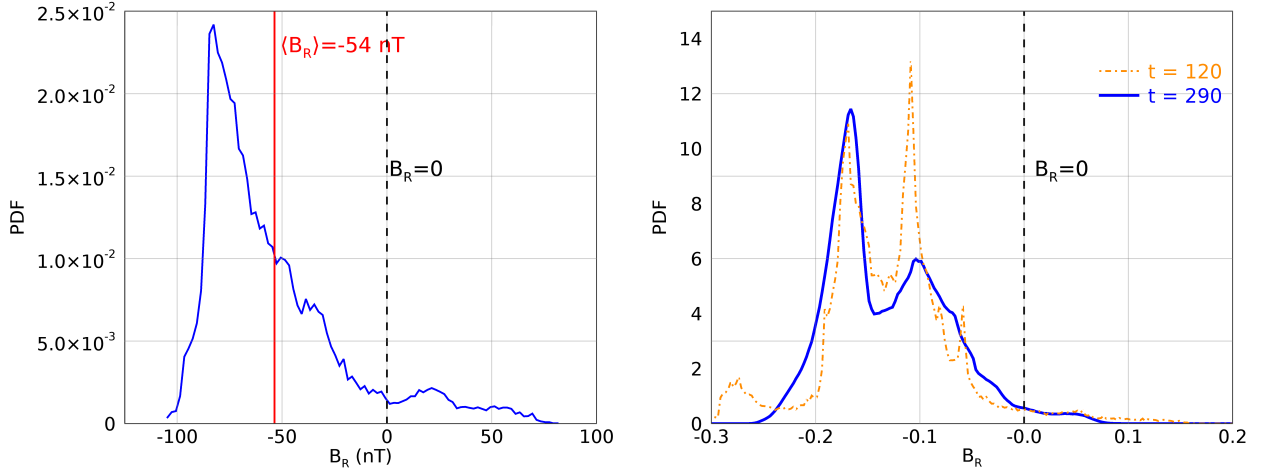 2.5×10⁻²
2.0×10⁻²
1.5×10⁻²
1.0×10⁻²
5.0×10⁻³
0
PDF
-100
-50
0
50
100
B_R (nT)
⟨B_R⟩=-54 nT
B_R=0
14
12
10
8
6
4
2
0
PDF
-0.3
-0.2
-0.1
-0.0
0.1
0.2
B_R
t = 120
t = 290
B_R=0